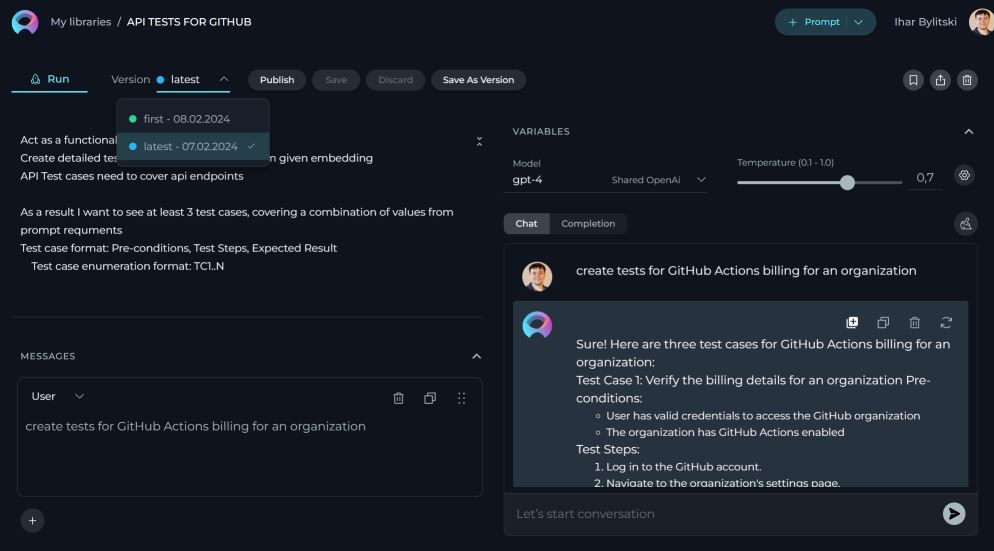 My libraries / API TESTS FOR GITHUB
+ Prompt
Ihar Bylitski
Run
Version
latest
Publish
Save
Discard
Save As Version
first - 08.02.2024
latest - 07.02.2024
Act as a functional
Create detailed tes
n given embedding
API Test cases need to cover api endpoints
As a result I want to see at least 3 test cases, covering a combination of values from
prompt requments
Test case format: Pre-conditions, Test Steps, Expected Result
Test case enumeration format: TC1..N
MESSAGES
User
create tests for GitHub Actions billing for an organization
+
VARIABLES
Model
gpt-4
Shared OpenAi
Temperature (0.1 - 1.0)
0,7
Chat
Completion
create tests for GitHub Actions billing for an organization
Sure! Here are three test cases for GitHub Actions billing for an
organization:
Test Case 1: Verify the billing details for an organization Pre-
conditions:
User has valid credentials to access the GitHub organization
The organization has GitHub Actions enabled
Test Steps:
1. Log in to the GitHub account.
2. Navigate to the organization's settings page.
Let's start conversation